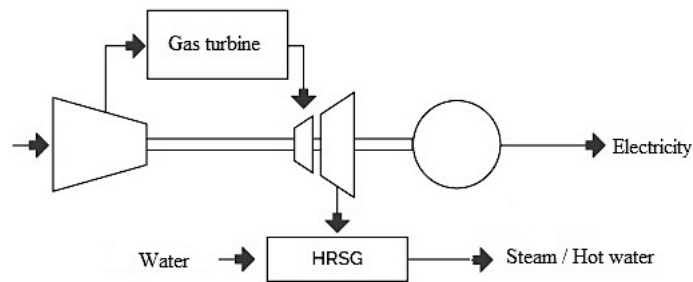 Gas turbine
Electricity
Water
HRSG
Steam / Hot water